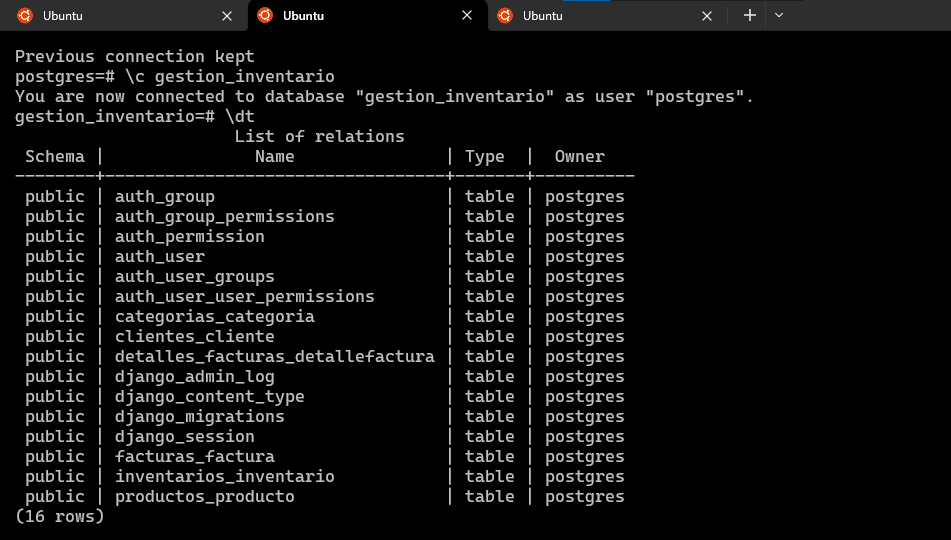 Ubuntu
Ubuntu
Ubuntu
Previous connection kept
postgres=# \c gestion_inventario
You are now connected to database "gestion_inventario" as user "postgres".
gestion_inventario=# \dt
                      List of relations
 Schema |               Name               | Type  |  Owner
--------+----------------------------------+-------+----------
 public | auth_group                       | table | postgres
 public | auth_group_permissions           | table | postgres
 public | auth_permission                  | table | postgres
 public | auth_user                        | table | postgres
 public | auth_user_groups                 | table | postgres
 public | auth_user_user_permissions       | table | postgres
 public | categorias_categoria             | table | postgres
 public | clientes_cliente                 | table | postgres
 public | detalles_facturas_detallefactura | table | postgres
 public | django_admin_log                 | table | postgres
 public | django_content_type              | table | postgres
 public | django_migrations                | table | postgres
 public | django_session                   | table | postgres
 public | facturas_factura                 | table | postgres
 public | inventarios_inventario           | table | postgres
 public | productos_producto               | table | postgres
(16 rows)